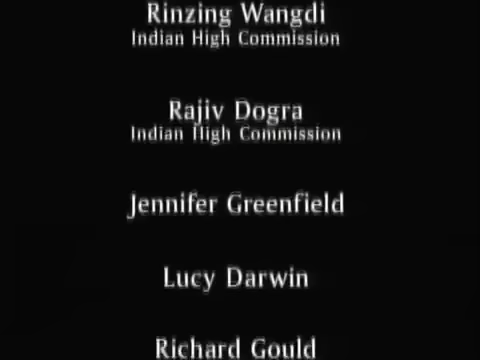 Rinzing Wangdi
Indian High Commission
Rajiv Dogra
Indian High Commission
Jennifer Greenfield
Lucy Darwin
Richard Gould